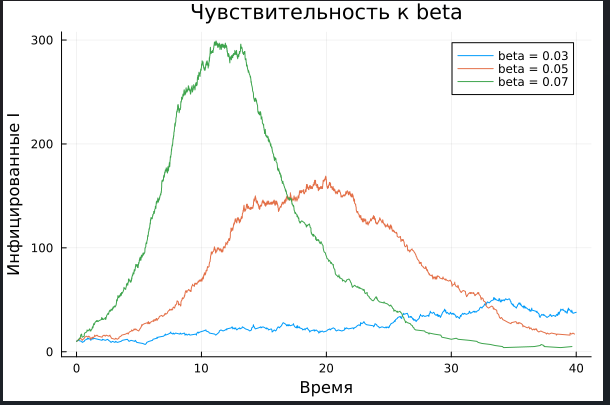 Чувствительность к beta
Инфицированные I
300
200
100
0
beta = 0.03
beta = 0.05
beta = 0.07
0 10 20 30 40
Время